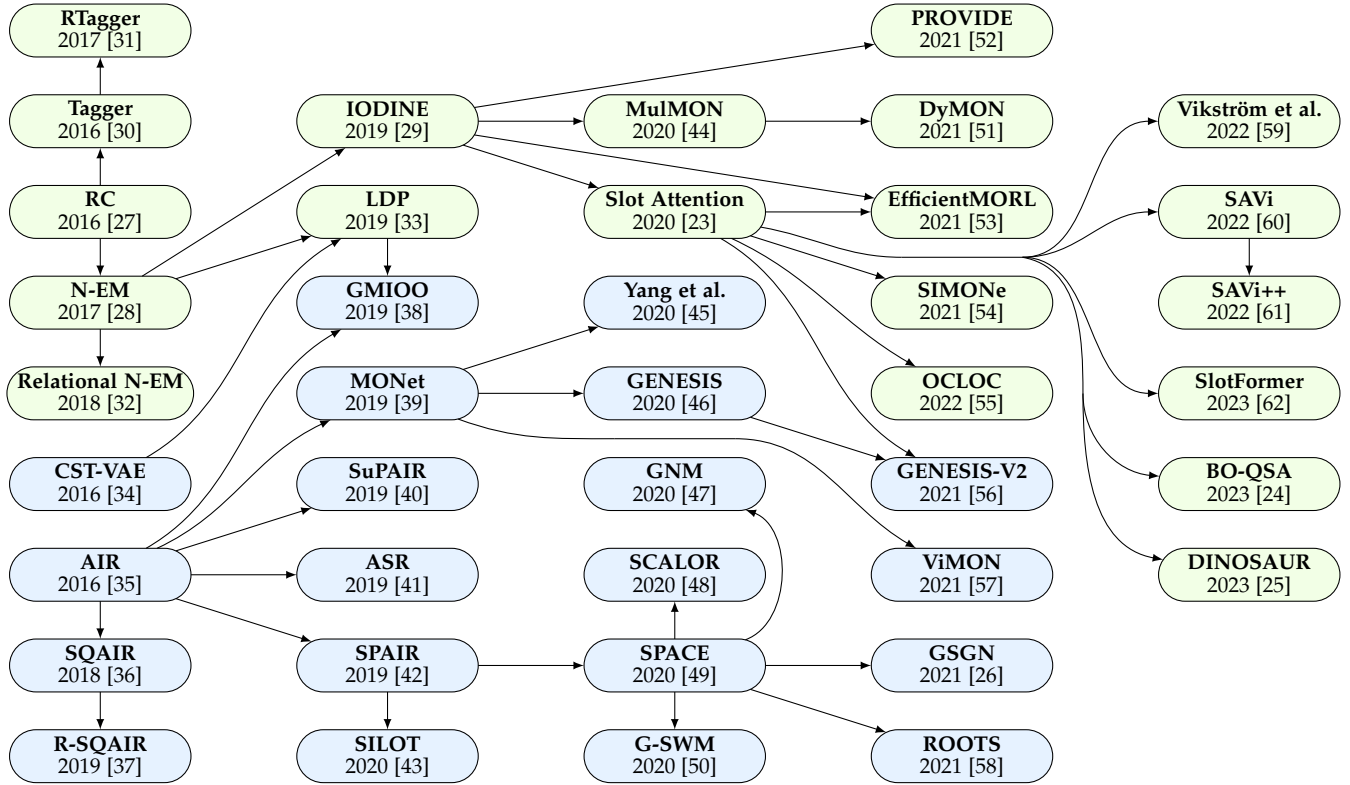 RTagger
2017 [31]
PROVIDE
2021 [52]
Tagger
2016 [30]
IODINE
2019 [29]
MulMON
2020 [44]
DyMON
2021 [51]
Vikström et al.
2022 [59]
RC
2016 [27]
LDP
2019 [33]
Slot Attention
2020 [23]
EfficientMORL
2021 [53]
SAVi
2022 [60]
N-EM
2017 [28]
GMIOO
2019 [38]
Yang et al.
2020 [45]
SIMONe
2021 [54]
SAVi++
2022 [61]
Relational N-EM
2018 [32]
MONet
2019 [39]
GENESIS
2020 [46]
OCLOC
2022 [55]
SlotFormer
2023 [62]
CST-VAE
2016 [34]
SuPAIR
2019 [40]
GNM
2020 [47]
GENESIS-V2
2021 [56]
BO-QSA
2023 [24]
AIR
2016 [35]
ASR
2019 [41]
SCALOR
2020 [48]
ViMON
2021 [57]
DINOSAUR
2023 [25]
SQAIR
2018 [36]
SPAIR
2019 [42]
SPACE
2020 [49]
GSGN
2021 [26]
R-SQAIR
2019 [37]
SILOT
2020 [43]
G-SWM
2020 [50]
ROOTS
2021 [58]